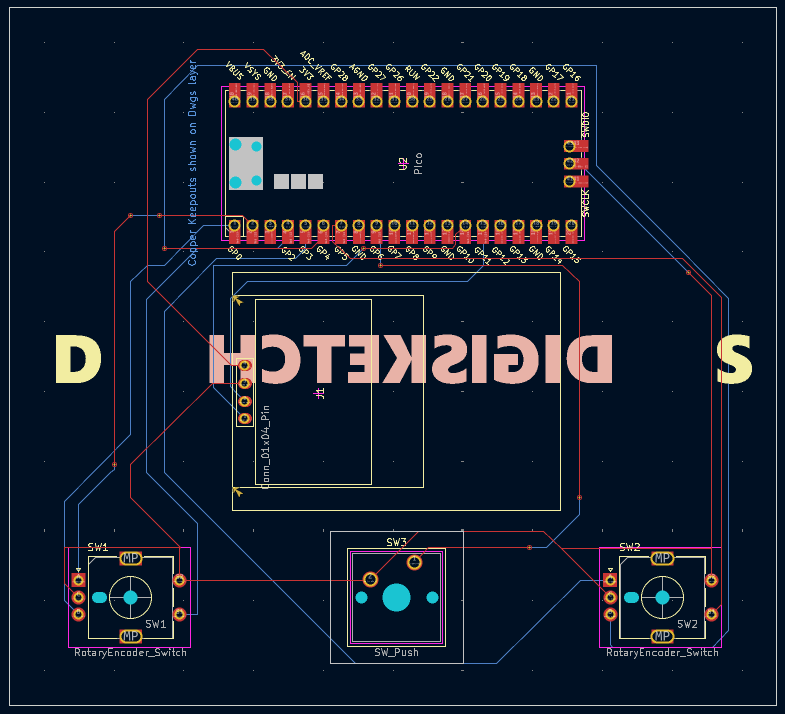 VBUS VSYS GND 3V3_EN 3V3 ADC_VREF GP28 AGND GP27 GP26 RUN GP22 GND GP21 GP20 GP19 GP18 GND GP17 GP16
Copper Keepouts shown on Dwgs layer
SWDIO
U2
Pico
SWCLK
GP0 GP2 GP3 GP4 GP5 GND GP6 GP7 GP8 GP9 GND GP10 GP11 GP12 GP13 GND GP14 GP15
D DIGISKETCH S
J1
Conn_01x04_Pin
SW1 SW3 SW2
MP MP
SW1 SW2
MP MP
RotaryEncoder_Switch SW_Push RotaryEncoder_Switch